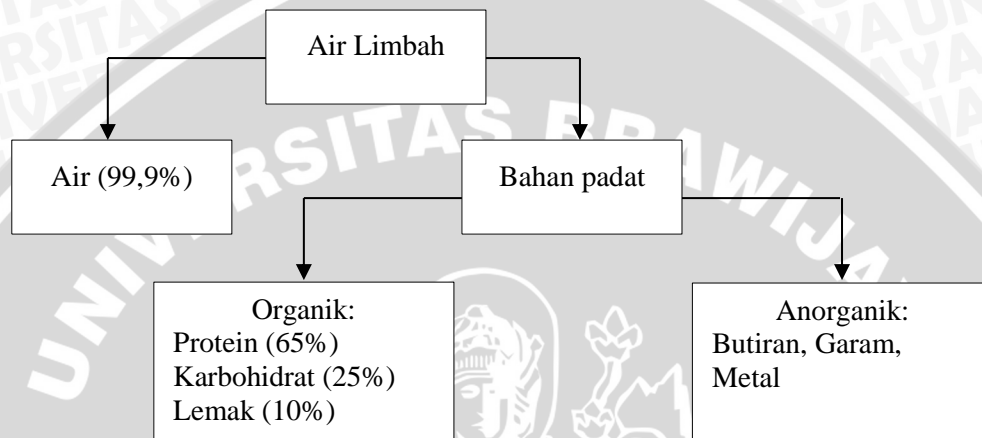 Air Limbah
Air (99,9%)
Bahan padat
Organik:
Protein (65%)
Karbohidrat (25%)
Lemak (10%)
Anorganik:
Butiran, Garam,
Metal
UNIVERSITAS BRAWIJAYA